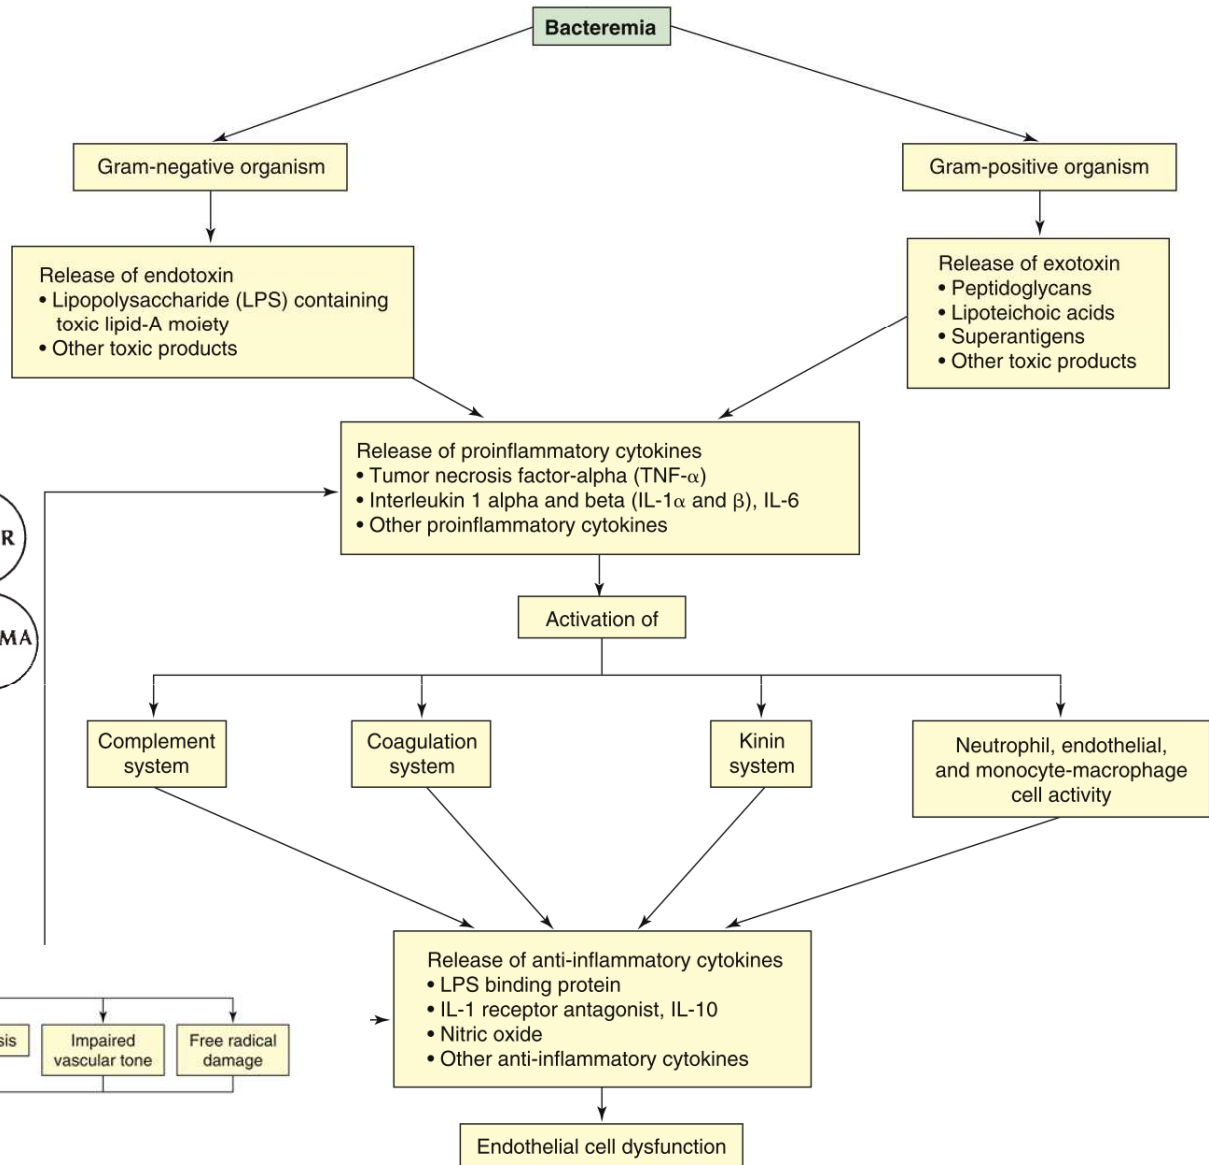 Bacteremia
Gram-negative organism
Gram-positive organism
Release of endotoxin
• Lipopolysaccharide (LPS) containing
toxic lipid-A moiety
• Other toxic products
Release of exotoxin
• Peptidoglycans
• Lipoteichoic acids
• Superantigens
• Other toxic products
Release of proinflammatory cytokines
• Tumor necrosis factor-alpha (TNF-α)
• Interleukin 1 alpha and beta (IL-1α and β), IL-6
• Other proinflammatory cytokines
R
MA
Activation of
Complement
system
Coagulation
system
Kinin
system
Neutrophil, endothelial,
and monocyte-macrophage
cell activity
Release of anti-inflammatory cytokines
• LPS binding protein
• IL-1 receptor antagonist, IL-10
• Nitric oxide
• Other anti-inflammatory cytokines
sis
Impaired
vascular tone
Free radical
damage
Endothelial cell dysfunction